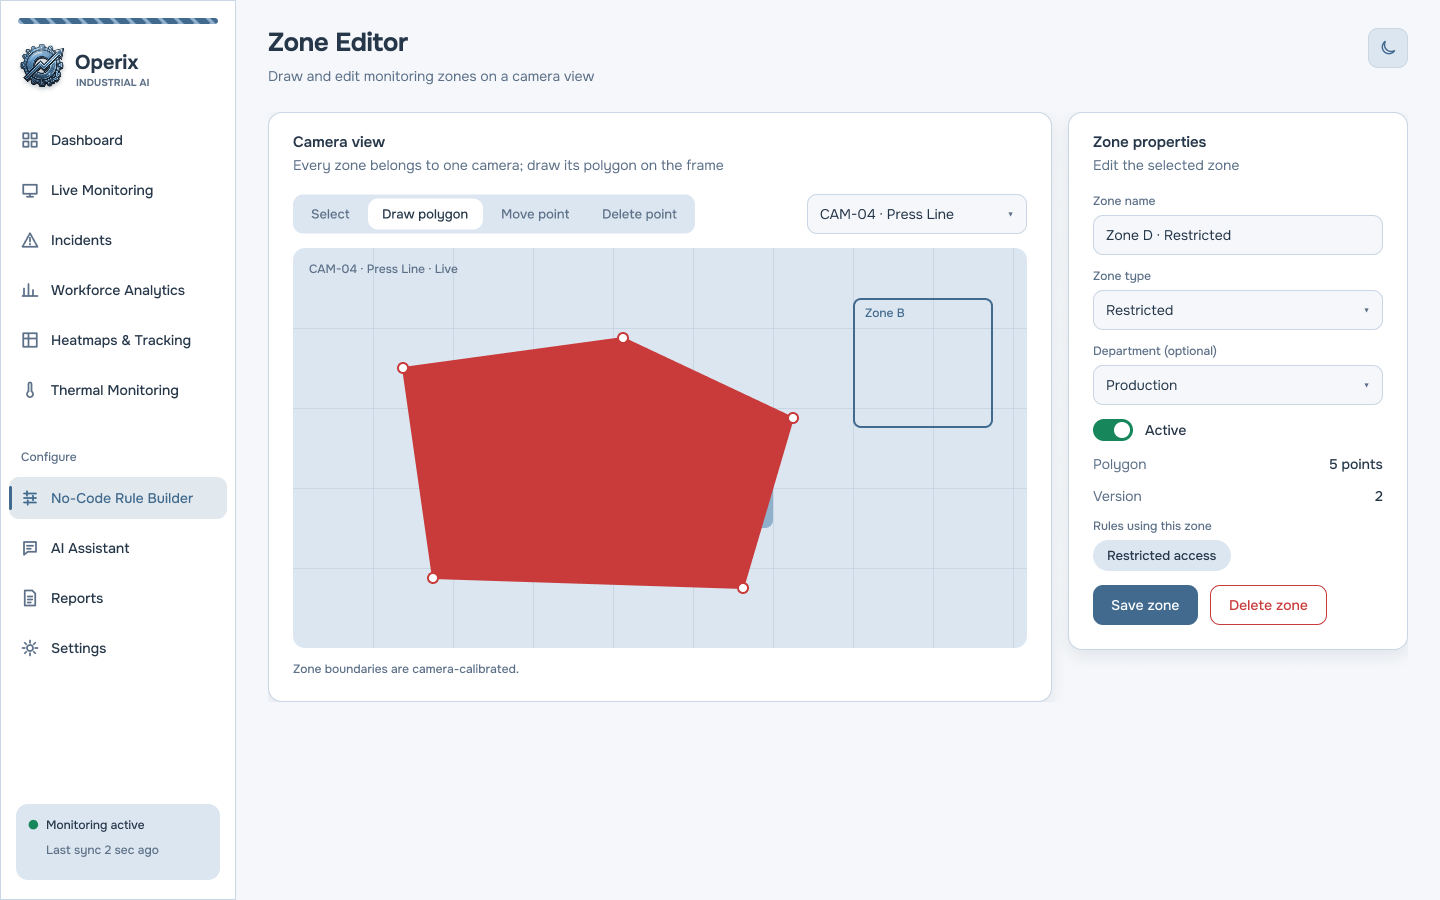 Operix
INDUSTRIAL AI
Dashboard
Live Monitoring
Incidents
Workforce Analytics
Heatmaps & Tracking
Thermal Monitoring
Configure
No-Code Rule Builder
AI Assistant
Reports
Settings
Monitoring active
Last sync 2 sec ago
Zone Editor
Draw and edit monitoring zones on a camera view
Camera view
Every zone belongs to one camera; draw its polygon on the frame
Select
Draw polygon
Move point
Delete point
CAM-04 · Press Line
CAM-04 · Press Line · Live
Zone B
Zone boundaries are camera-calibrated.
Zone properties
Edit the selected zone
Zone name
Zone D · Restricted
Zone type
Restricted
Department (optional)
Production
Active
Polygon 5 points
Version 2
Rules using this zone
Restricted access
Save zone
Delete zone